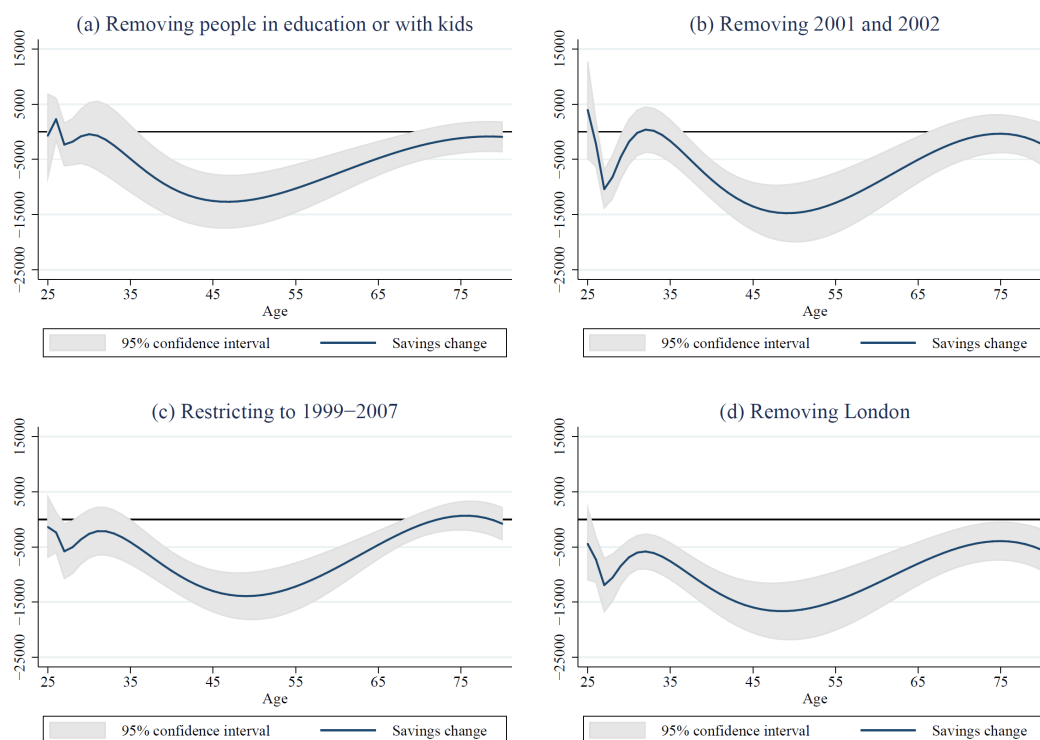 (a) Removing people in education or with kids
15000
5000
−5000
−15000
−25000
25 35 45 55 65 75
Age
95% confidence interval Savings change
(b) Removing 2001 and 2002
15000
5000
−5000
−15000
−25000
25 35 45 55 65 75
Age
95% confidence interval Savings change
(c) Restricting to 1999−2007
15000
5000
−5000
−15000
−25000
25 35 45 55 65 75
Age
95% confidence interval Savings change
(d) Removing London
15000
5000
−5000
−15000
−25000
25 35 45 55 65 75
Age
95% confidence interval Savings change